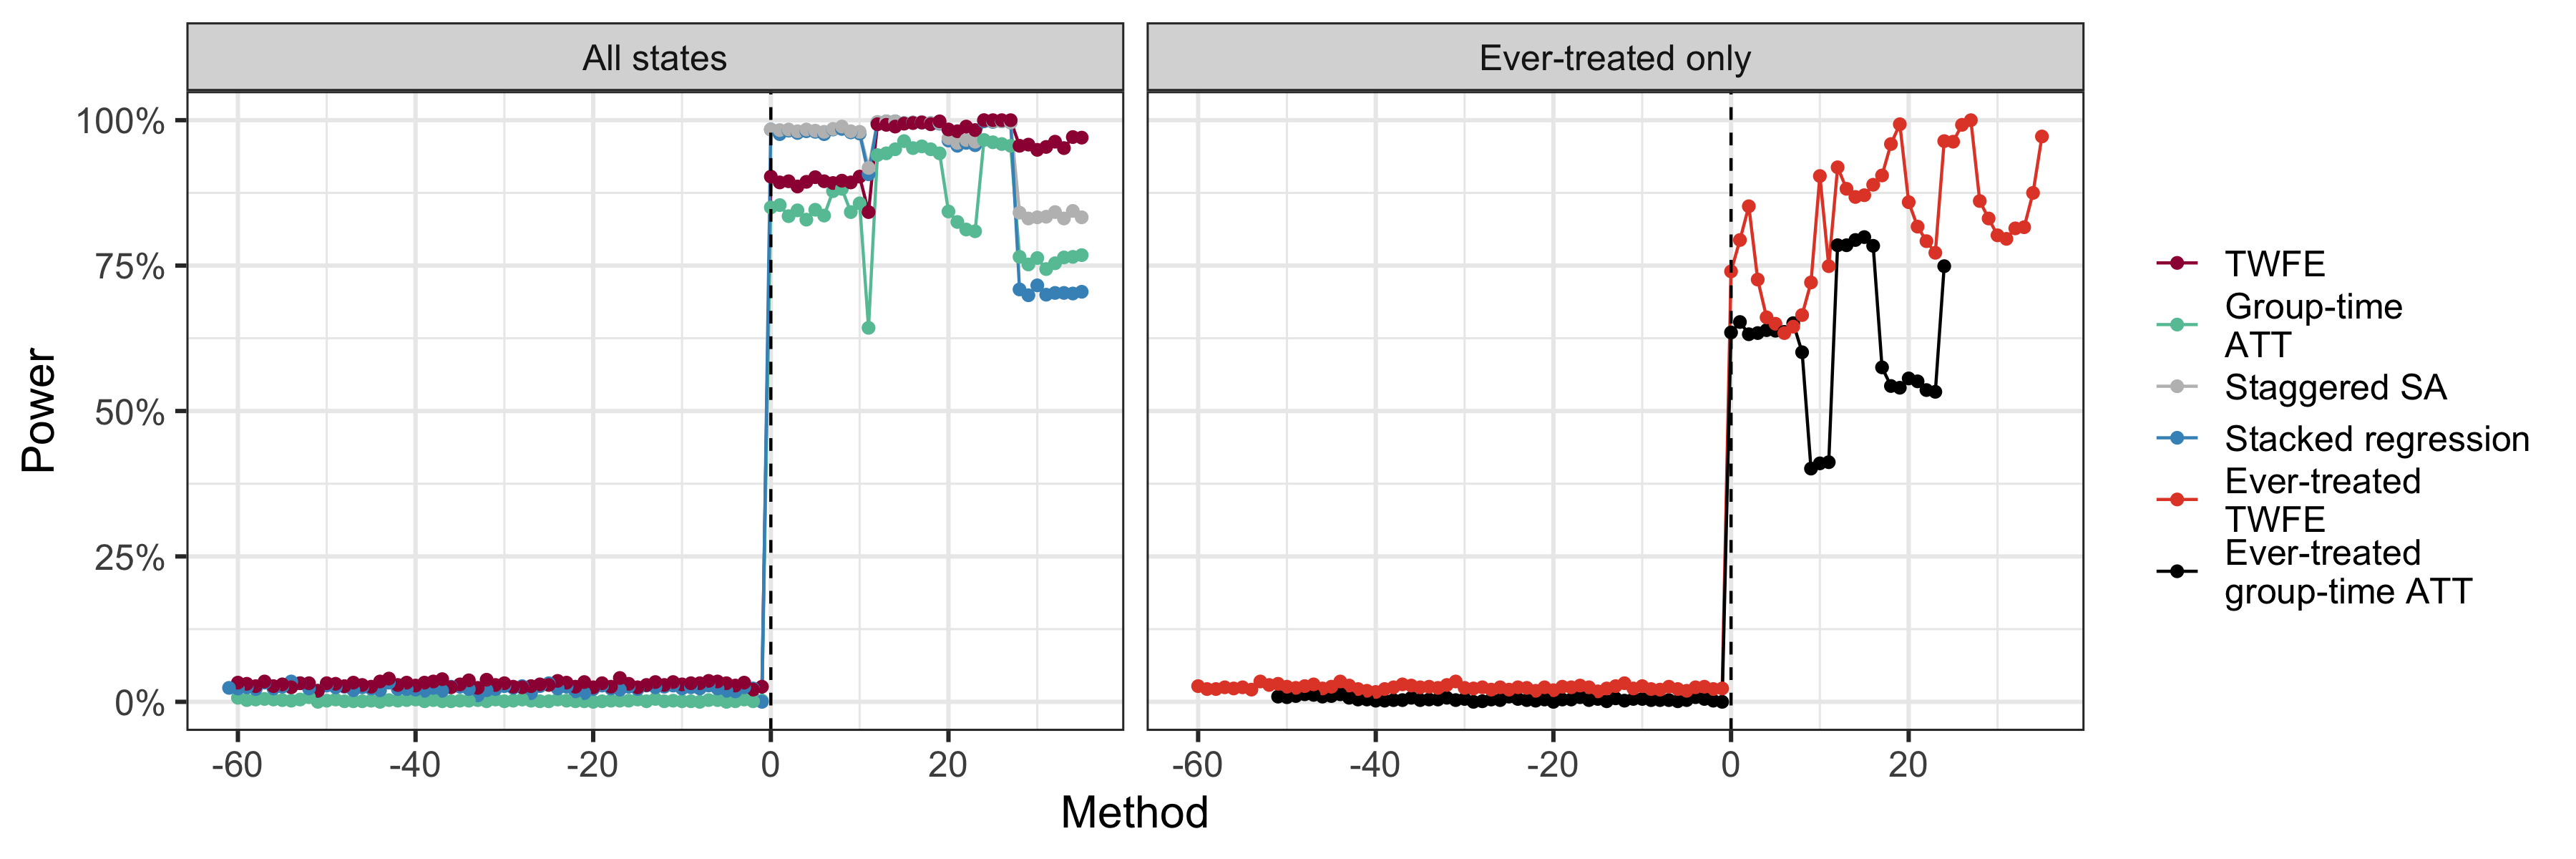 All states
Ever-treated only
Power
100%
75%
50%
25%
0%
-60
-40
-20
0
20
-60
-40
-20
0
20
Method
TWFE
Group-time
ATT
Staggered SA
Stacked regression
Ever-treated
TWFE
Ever-treated
group-time ATT